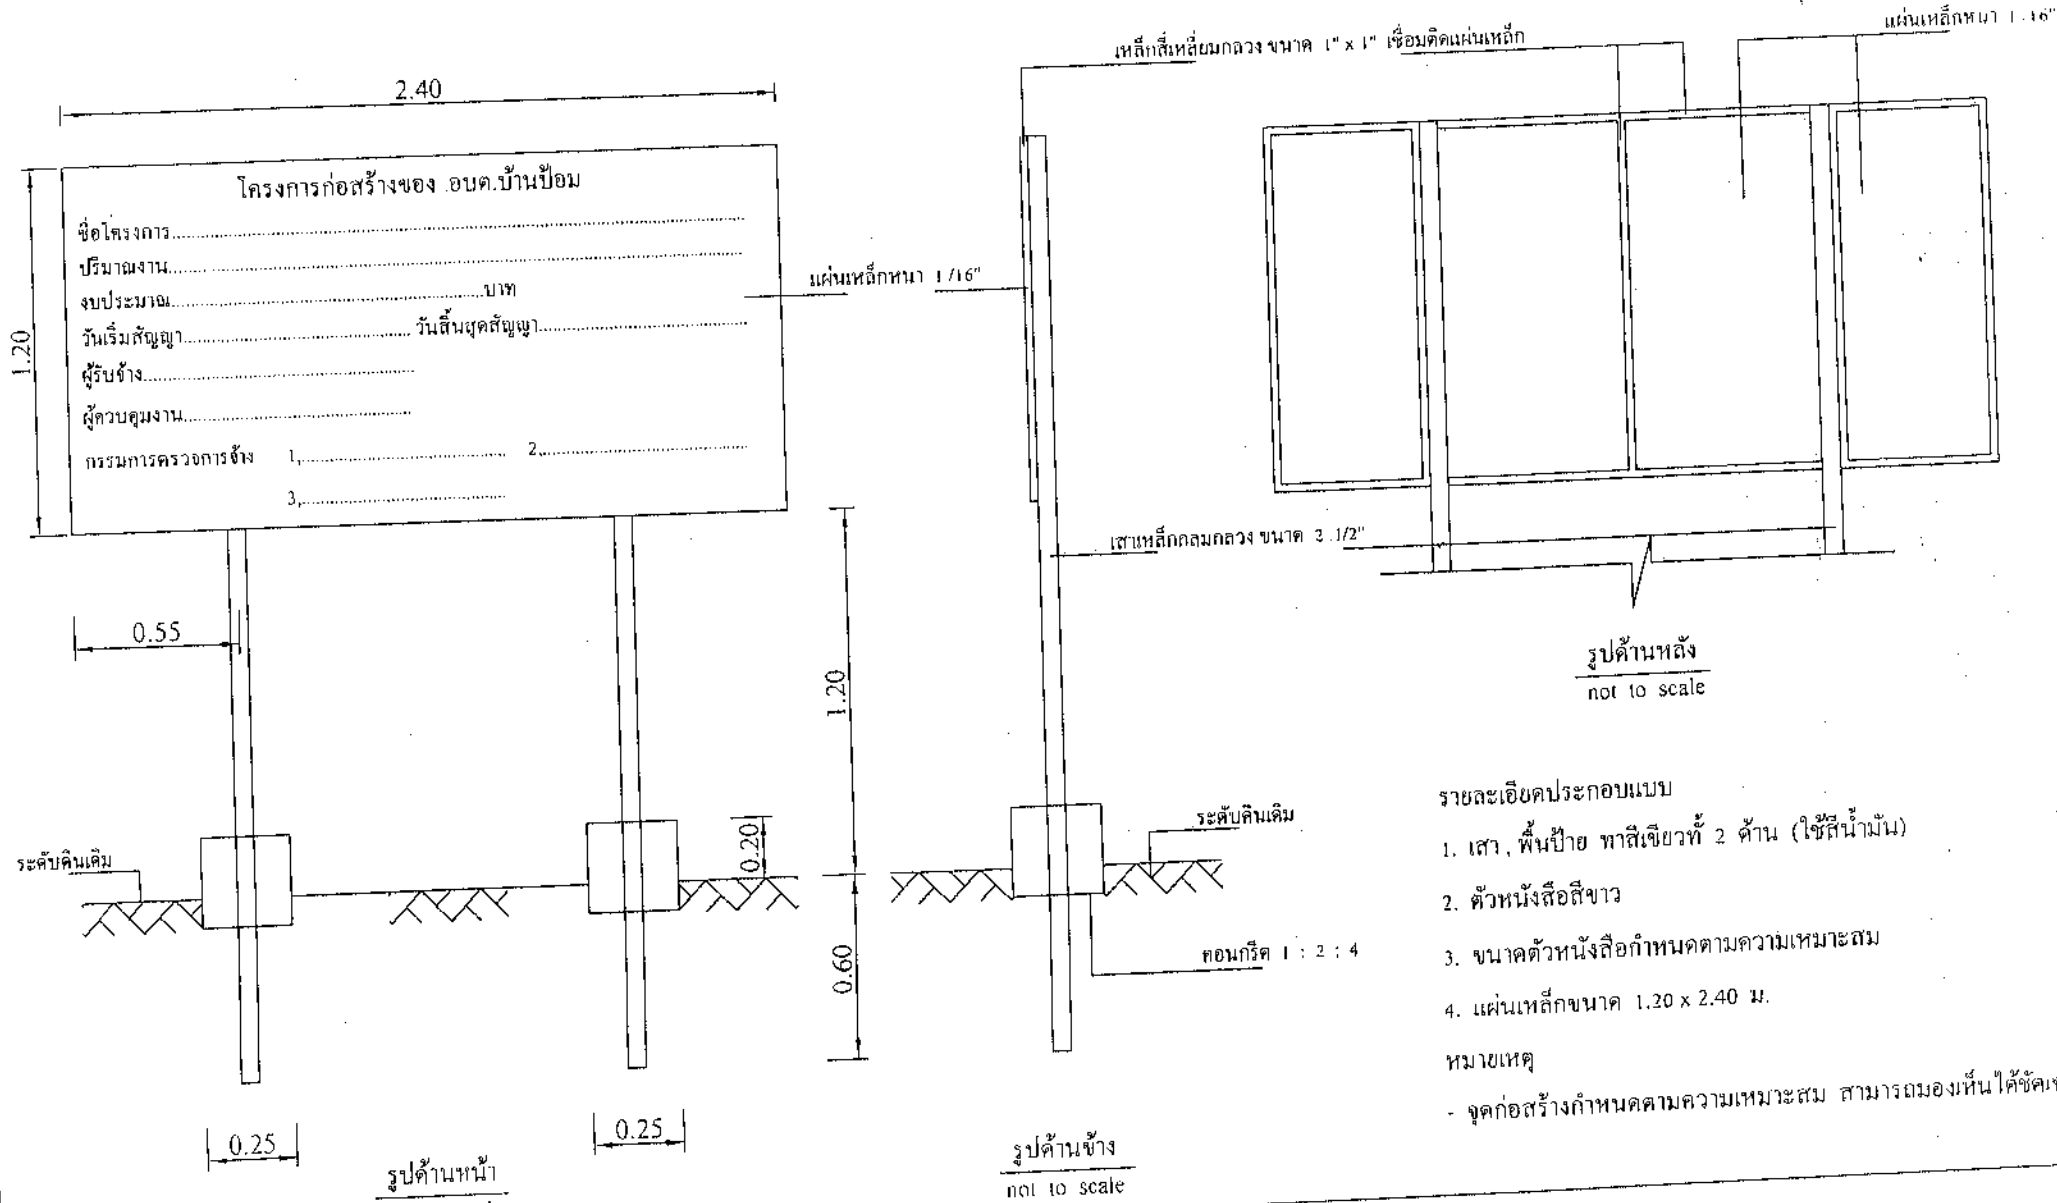 2.40
1.20
โครงการก่อสร้างของ .อบต.บ้านป้อม
ชื่อโครงการ
ปริมาณงาน
งบประมาณ บาท
วันเริ่มสัญญา วันสิ้นสุดสัญญา
ผู้รับจ้าง
ผู้ควบคุมงาน
กรรมการตรวจการจ้าง 1, 2,
3,
0.55
1.20
0.20
0.60
ระดับดินเดิม
0.25
0.25
รูปด้านหน้า
แผ่นเหล็กหนา 1/16"
เหล็กสี่เหลี่ยมกลวง ขนาด 1" x 1" เชื่อมติดแผ่นเหล็ก
เสาเหล็กกลมกลวง ขนาด
ระดับดินเดิม
คอนกรีต 1 : 2 : 4
รูปด้านข้าง
not to scale
แผ่นเหล็กหนา
รูปด้านหลัง
not to scale
รายละเอียดประกอบแบบ
1. เสา , พื้นป้าย ทาสีเขียวทั้ 2 ด้าน (ใช้สีน้ำมัน)
2. ตัวหนังสือสีขาว
3. ขนาดตัวหนังสือกำหนดตามความเหมาะสม
4. แผ่นเหล็กขนาด 1.20 x 2.40 ม.
หมายเหตุ
- จุดก่อสร้างกำหนดตามความเหมาะสม สามารถมองเห็นได้